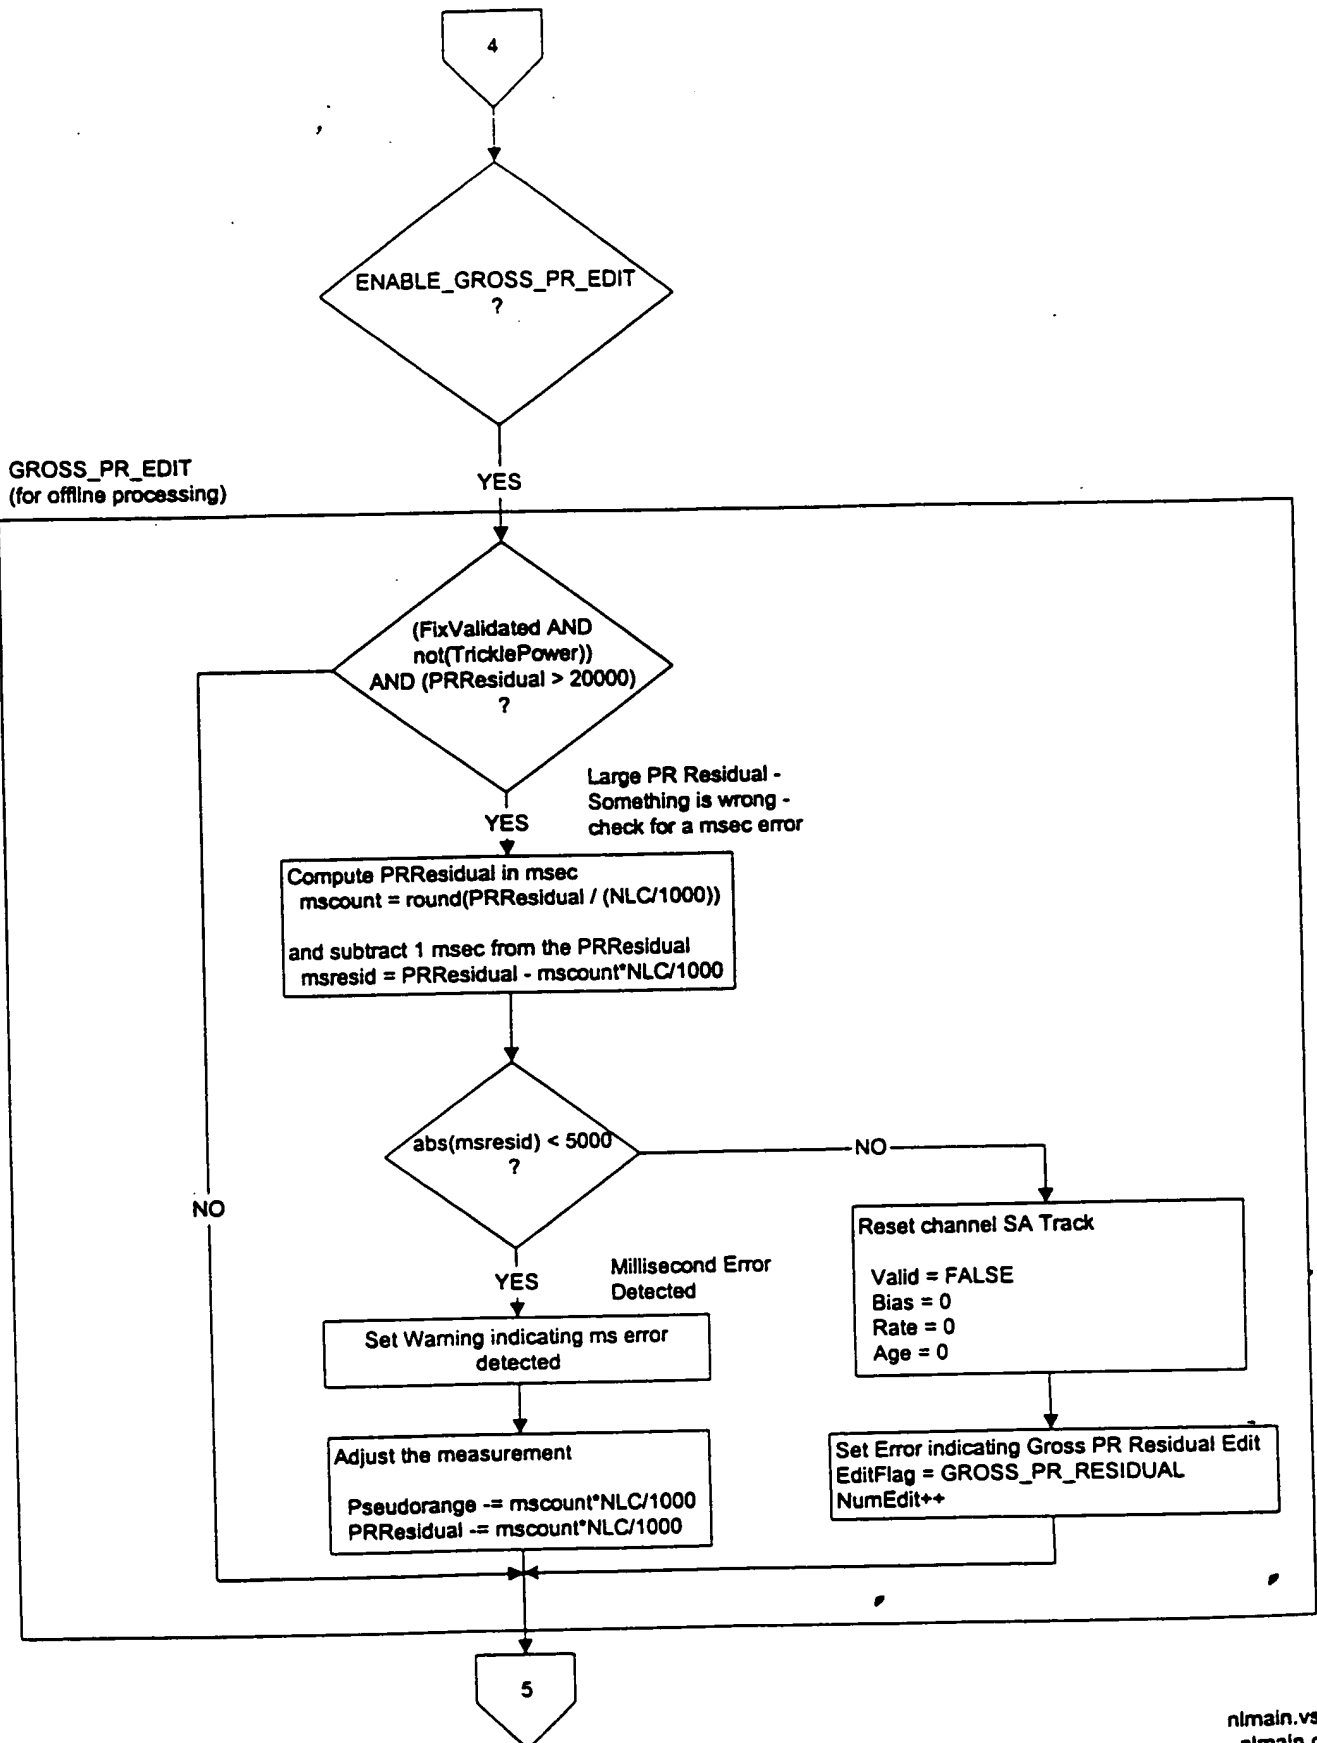 4
ENABLE_GROSS_PR_EDIT
?
GROSS_PR_EDIT
(for offline processing)
YES
(FixValidated AND
not(TricklePower))
AND (PRResidual > 20000)
?
Large PR Residual -
Something is wrong -
check for a msec error
YES
Compute PRResidual in msec
mscount = round(PRResidual / (NLC/1000))
and subtract 1 msec from the PRResidual
msresid = PRResidual - mscount*NLC/1000
abs(msresid) < 5000
?
NO
NO
Reset channel SA Track
Valid = FALSE
Bias = 0
Rate = 0
Age = 0
YES
Millisecond Error
Detected
Set Warning indicating ms error
detected
Adjust the measurement
Pseudorange -= mscount*NLC/1000
PRResidual -= mscount*NLC/1000
Set Error indicating Gross PR Residual Edit
EditFlag = GROSS_PR_RESIDUAL
NumEdit++
5
nlmain.vs